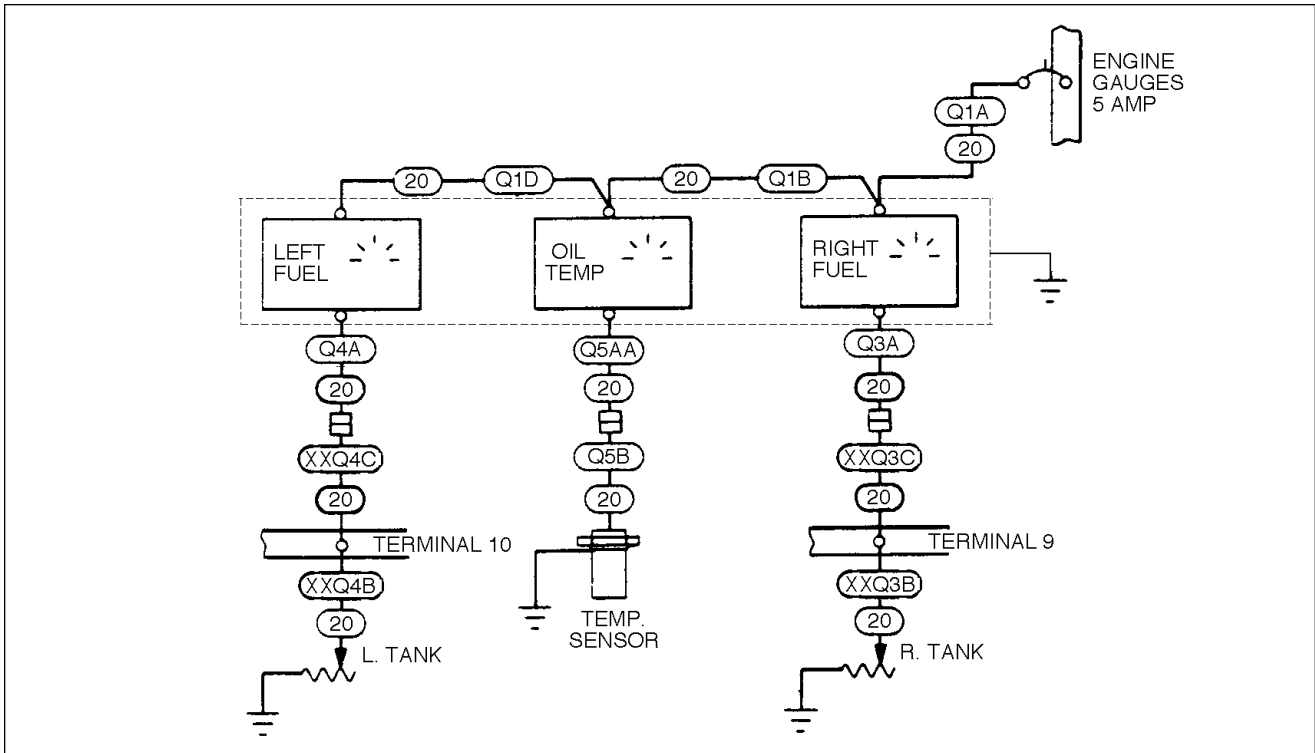 ENGINE
GAUGES
5 AMP
Q1A
20
20 Q1D 20 Q1B
LEFT
FUEL
OIL
TEMP
RIGHT
FUEL
Q4A Q5AA Q3A
20 20 20
XXQ4C Q5B XXQ3C
20 20 20
TERMINAL 10 TERMINAL 9
XXQ4B XXQ3B
20 20
TEMP.
SENSOR
L. TANK R. TANK